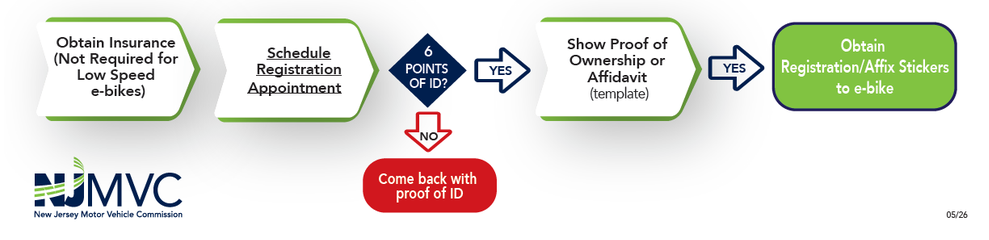 Obtain Insurance
(Not Required for
Low Speed
e-bikes)
Schedule
Registration
Appointment
6
POINTS
OF ID?
YES
NO
Come back with
proof of ID
Show Proof of
Ownership or
Affidavit
(template)
YES
Obtain
Registration/Affix Stickers
to e-bike
NJMVC
New Jersey Motor Vehicle Commission
05/26